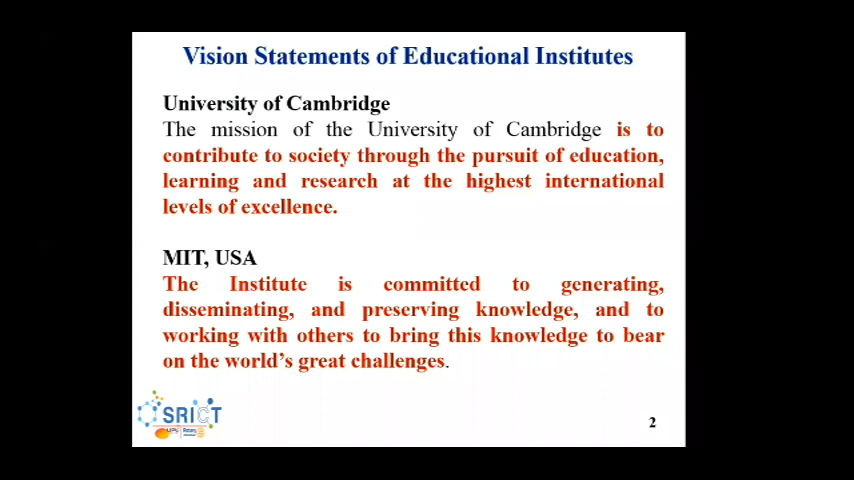 Vision Statements of Educational Institutes
University of Cambridge
The mission of the University of Cambridge is to
contribute to society through the pursuit of education,
learning and research at the highest international
levels of excellence.
MIT, USA
The Institute is committed to generating,
disseminating, and preserving knowledge, and to
working with others to bring this knowledge to bear
on the world's great challenges.
SRICT
UPL Rotary
2